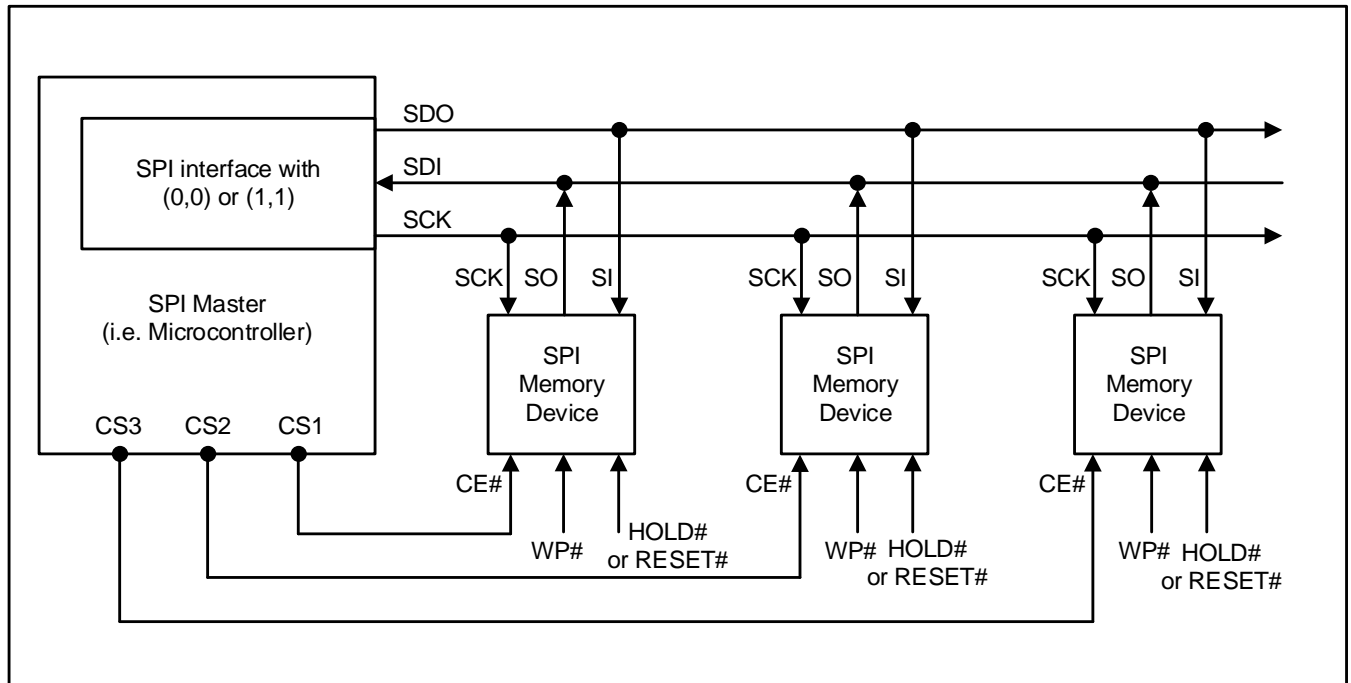 SDO
SPI interface with
(0,0) or (1,1)
SDI
SCK
SCK SO SI
SCK SO SI
SCK SO SI
SPI Master
(i.e. Microcontroller)
SPI
Memory
Device
SPI
Memory
Device
SPI
Memory
Device
CS3 CS2 CS1
CE#
WP#
HOLD#
or RESET#
CE#
WP#
HOLD#
or RESET#
CE#
WP#
HOLD#
or RESET#